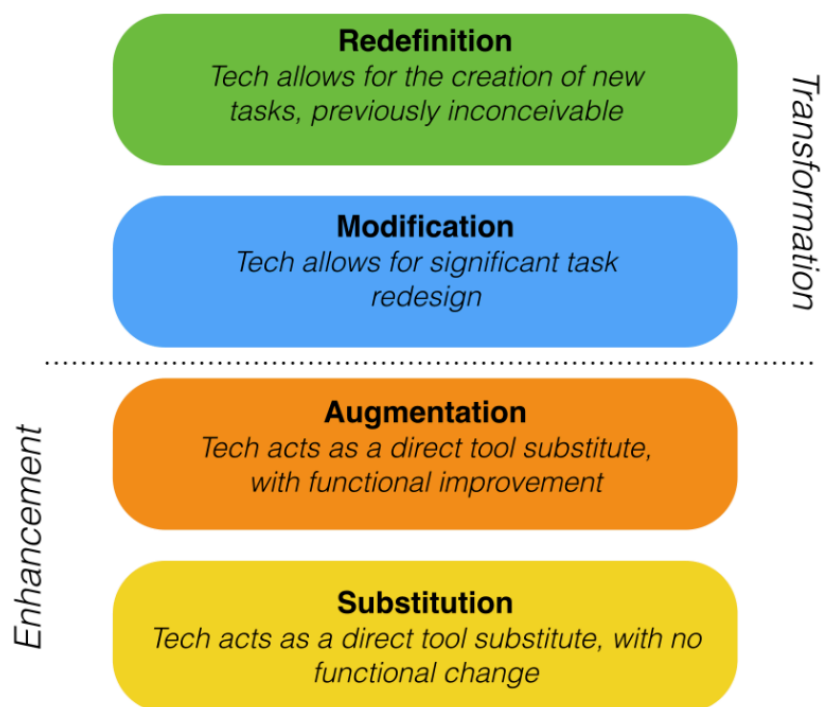 Redefinition
Tech allows for the creation of new
tasks, previously inconceivable
Transformation
Modification
Tech allows for significant task
redesign
Augmentation
Tech acts as a direct tool substitute,
with functional improvement
Enhancement
Substitution
Tech acts as a direct tool substitute, with no
functional change